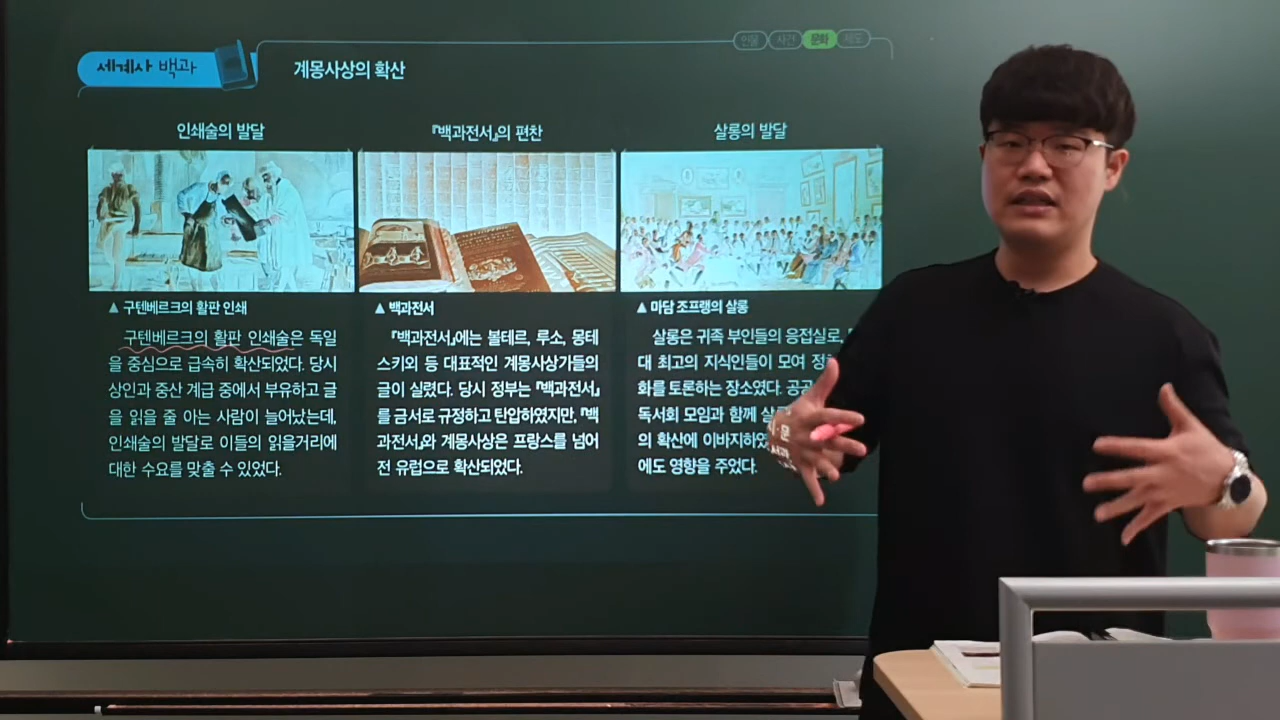 인물 사건 문화 제도
세계사 백과
계몽사상의 확산
인쇄술의 발달
『백과전서』의 편찬
살롱의 발달
▲ 구텐베르크의 활판 인쇄
구텐베르크의 활판 인쇄술은 독일
을 중심으로 급속히 확산되었다. 당시
상인과 중산 계급 중에서 부유하고 글
을 읽을 줄 아는 사람이 늘어났는데,
인쇄술의 발달로 이들의 읽을거리에
대한 수요를 맞출 수 있었다.
▲ 백과전서
『백과전서』에는 볼테르, 루소, 몽테
스키외 등 대표적인 계몽사상가들의
글이 실렸다. 당시 정부는 『백과전서』
를 금서로 규정하고 탄압하였지만, 『백
과전서』와 계몽사상은 프랑스를 넘어
전 유럽으로 확산되었다.
▲ 마담 조프랭의 살롱
살롱은 귀족 부인들의 응접실로,
대 최고의 지식인들이 모여
화를 토론하는 장소였다.
독서회 모임과 함께
의 확산에 이바지하였
에도 영향을 주었다.